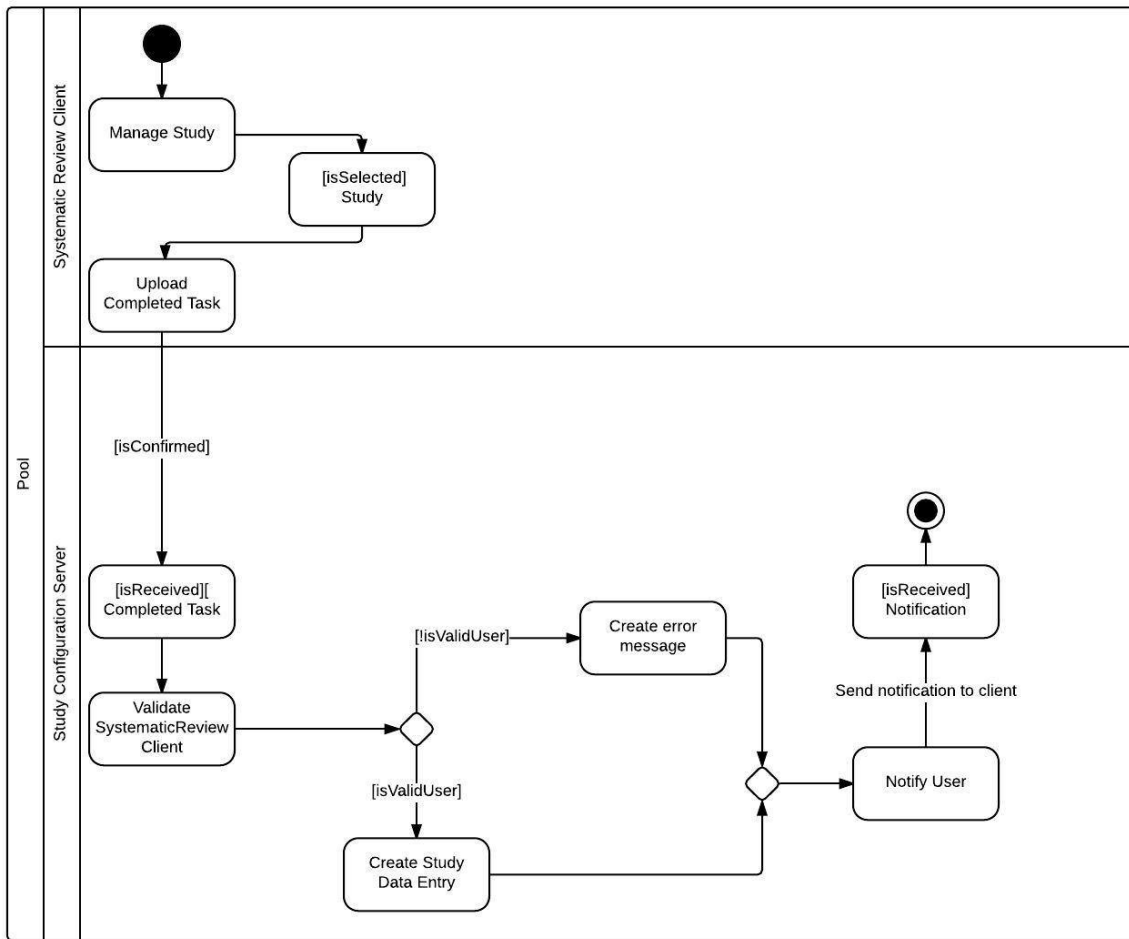 Pool
Systematic Review Client
Manage Study
[isSelected]
Study
Upload
Completed Task
Study Configuration Server
[isConfirmed]
[isReceived][
Completed Task
Validate
SystematicReview
Client
[!isValidUser]
Create error
message
[isValidUser]
Create Study
Data Entry
Notify User
Send notification to client
[isReceived]
Notification